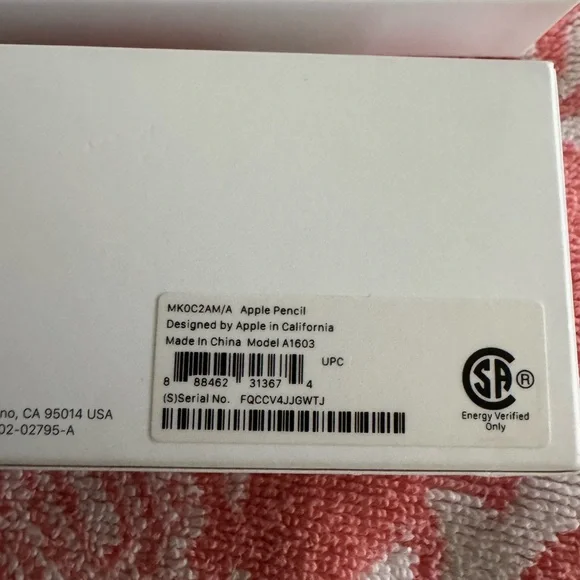 MK0C2AM/A Apple Pencil
Designed by Apple in California
Made In China Model A1603
UPC
8 88462 31367 4
(S)Serial No. FQCCV4JJGWTJ
CSA ®
Energy Verified
Only
no, CA 95014 USA
02-02795-A